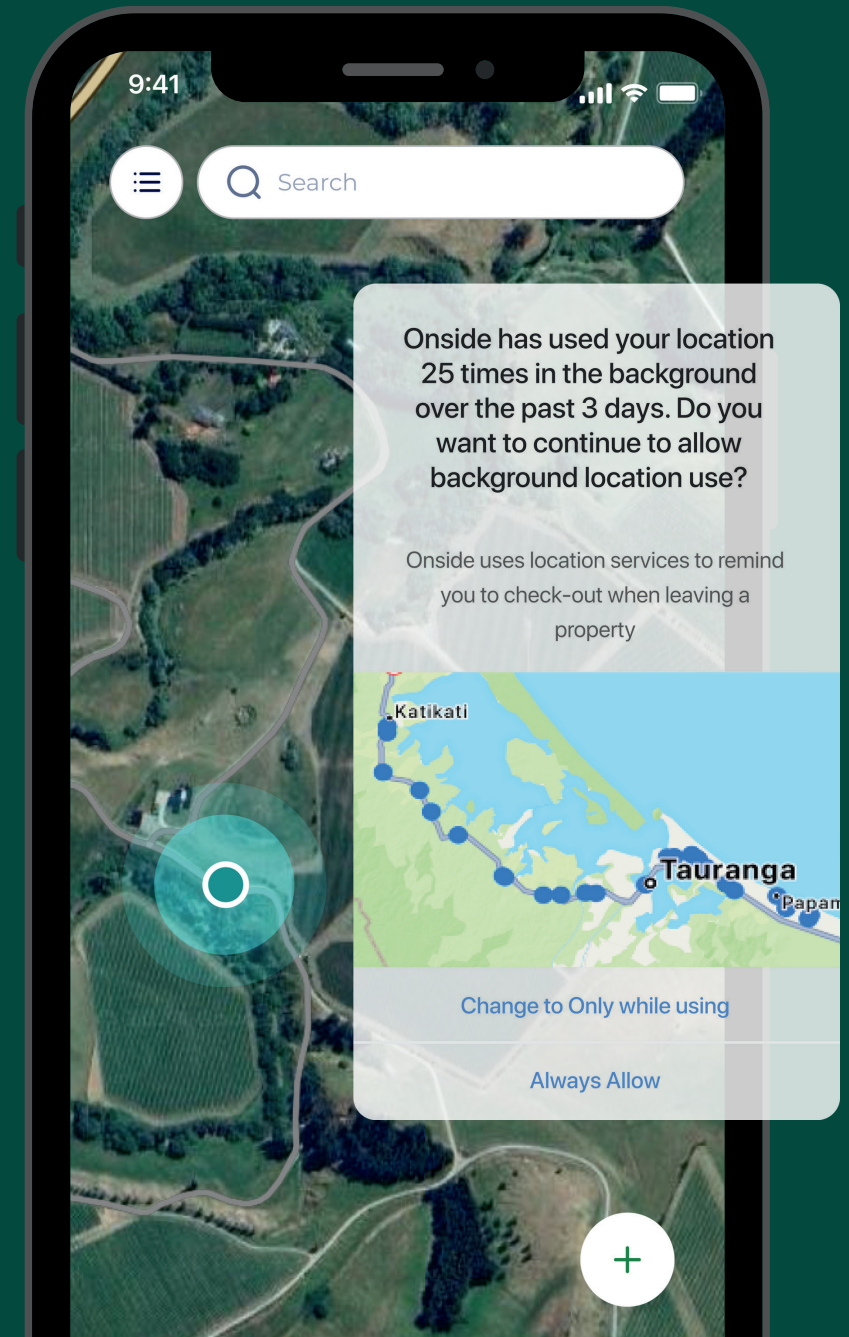 9:41
Search
Onside has used your location
25 times in the background
over the past 3 days. Do you
want to continue to allow
background location use?
Onside uses location services to remind
you to check-out when leaving a
property
Katikati
Tauranga
Papam
Change to Only while using
Always Allow